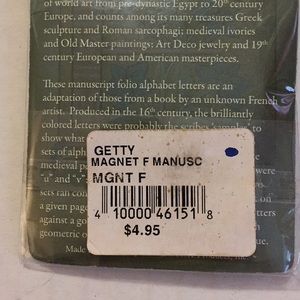 of world art from pre-dynastic Egypt to 20th century
Europe, and counts among its many treasures Greek
sculpture and Roman sarcophagi; medieval ivories
and Old Master paintings; Art Deco jewelry and 19th
century European and American masterpieces.
These manuscript folio alphabet letters are an
adaptation of those from a book by an unknown French
artist. Produced in the 16th century, the brilliantly
colored letters were probably the scribes'
what
sets of alph
medieval pa
"u" and "v"
sets ran con
a given page
against a go
geometric o
Made
GETTY
MAGNET F MANUSC
MGNT F
4 10000 46151 8
$4.95